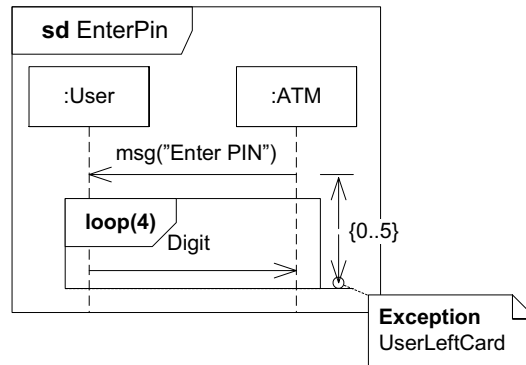 sd EnterPin
:User
:ATM
msg(”Enter PIN”)
loop(4)
Digit
{0..5}
Exception
UserLeftCard